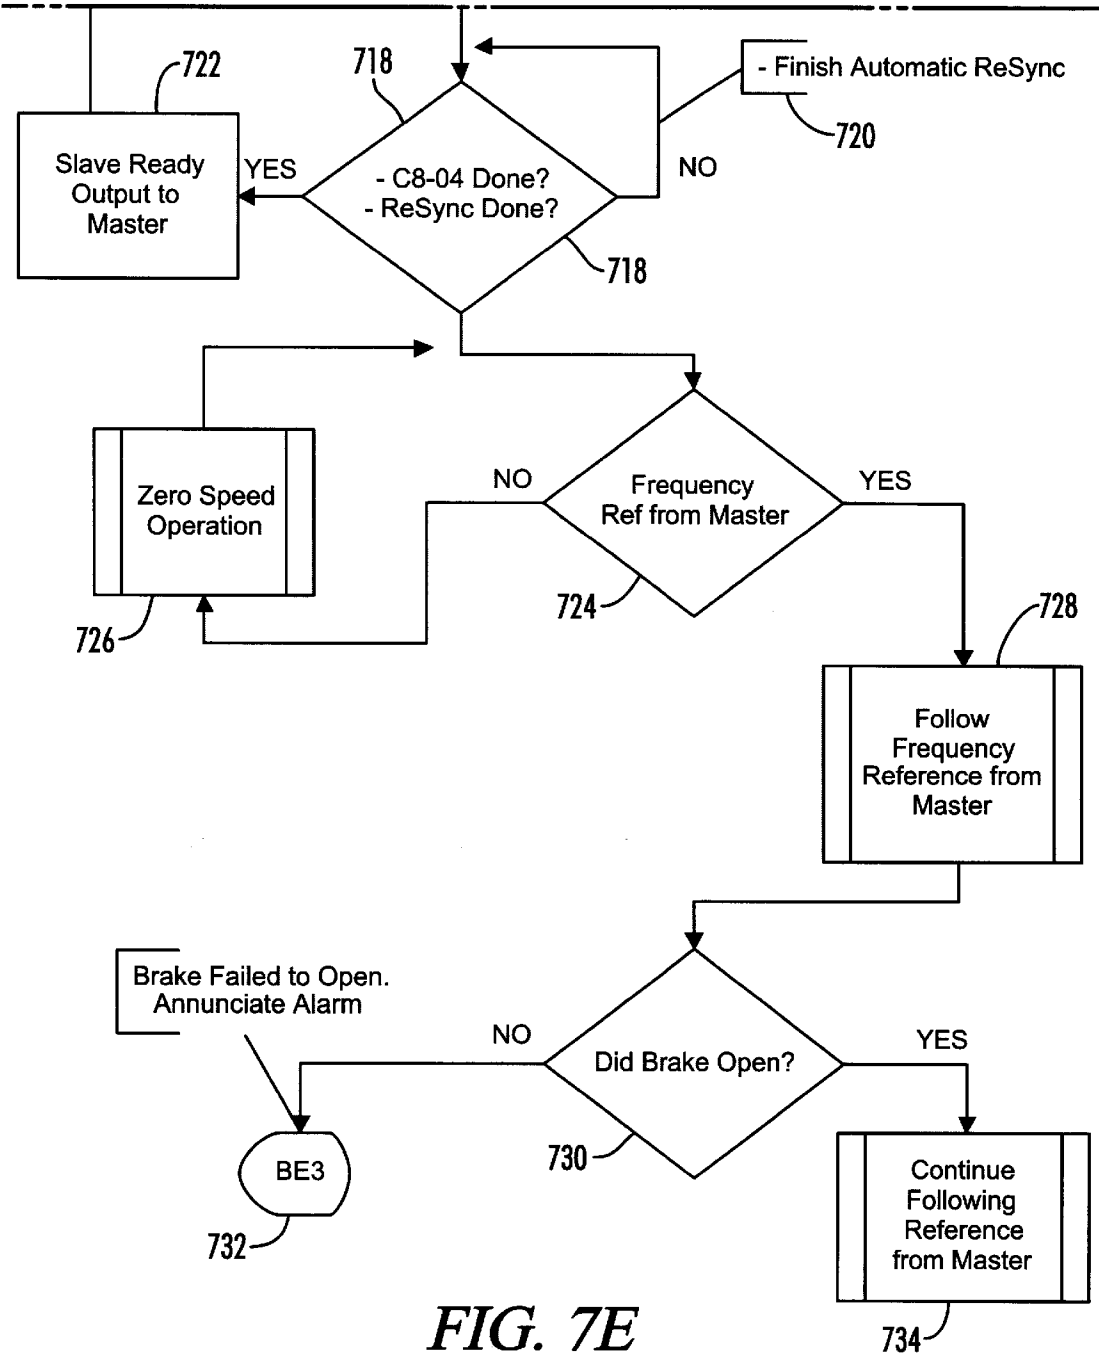 722
718
- Finish Automatic ReSync
720
Slave Ready
Output to
Master
YES
- C8-04 Done?
- ReSync Done?
NO
718
Zero Speed
Operation
726
NO
Frequency
Ref from Master
YES
724
728
Follow
Frequency
Reference from
Master
Brake Failed to Open.
Annunciate Alarm
NO
Did Brake Open?
YES
730
BE3
732
Continue
Following
Reference
from Master
734
FIG. 7E